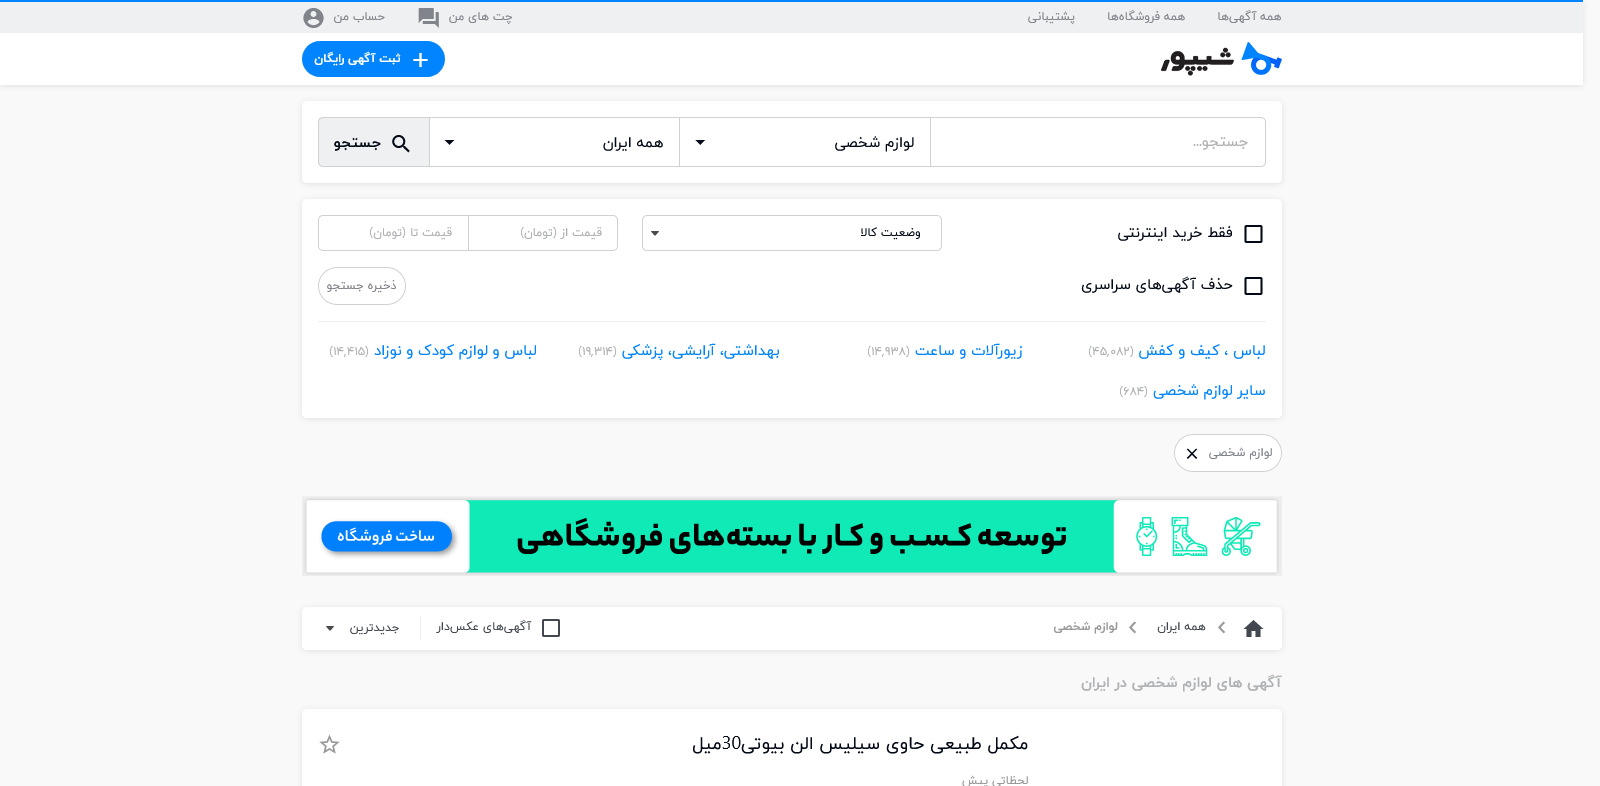 همه آگهی‌ها همه فروشگاه‌ها پشتیبانی چت های من حساب من
شیپور ثبت آگهی رایگان
جستجو... لوازم شخصی همه ایران جستجو
فقط خرید اینترنتی وضعیت کالا قیمت از (تومان) قیمت تا (تومان)
حذف آگهی‌های سراسری ذخیره جستجو
لباس ، کیف و کفش (۴۵,۰۸۲) زیورآلات و ساعت (۱۴,۹۳۸) بهداشتی، آرایشی، پزشکی (۱۹,۳۱۴) لباس و لوازم کودک و نوزاد (۱۴,۴۱۵)
سایر لوازم شخصی (۶۸۴)
لوازم شخصی
توسعه کسب و کار با بسته‌های فروشگاهی ساخت فروشگاه
همه ایران لوازم شخصی آگهی‌های عکس‌دار جدیدترین
آگهی های لوازم شخصی در ایران
مکمل طبیعی حاوی سیلیس الن بیوتی30میل
لحظاتی پیش